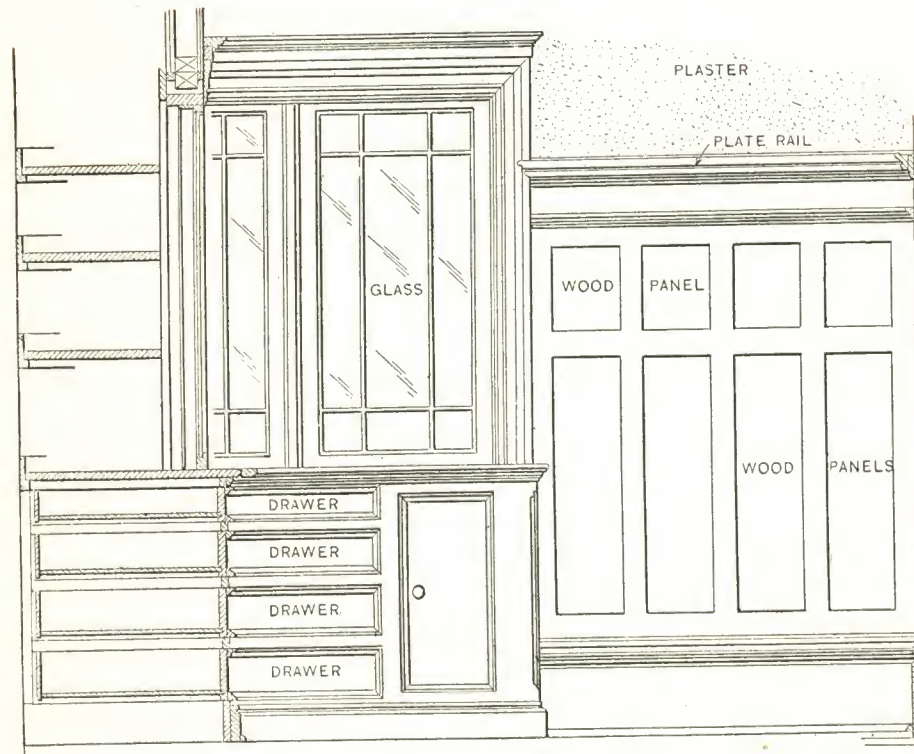 PLASTER
PLATE RAIL
WOOD PANEL
GLASS
WOOD PANELS
DRAWER
DRAWER
DRAWER
DRAWER